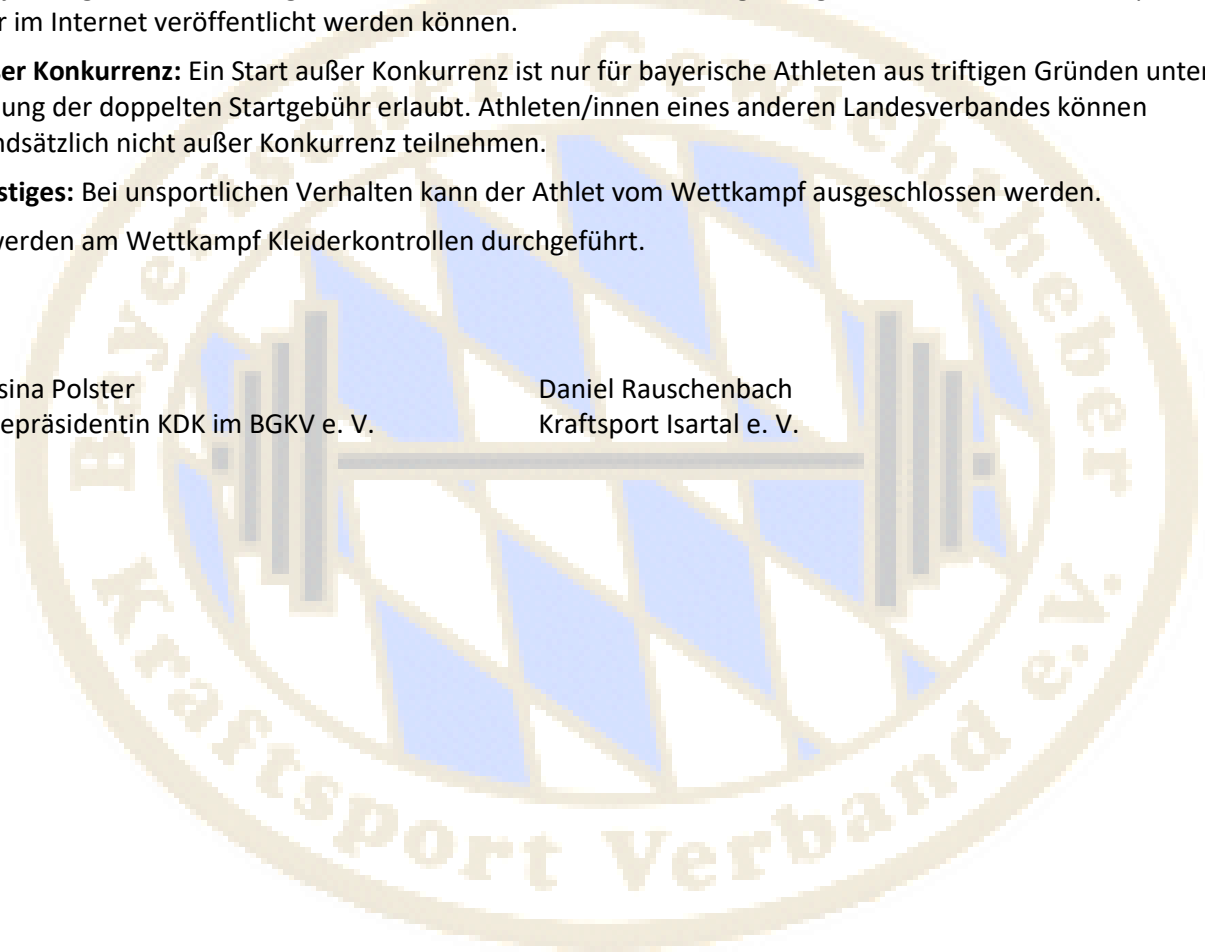 r im Internet veröffentlicht werden können.
er Konkurrenz: Ein Start außer Konkurrenz ist nur für bayerische Athleten aus triftigen Gründen unter
ung der doppelten Startgebühr erlaubt. Athleten/innen eines anderen Landesverbandes können
ndsätzlich nicht außer Konkurrenz teilnehmen.
stiges: Bei unsportlichen Verhalten kann der Athlet vom Wettkampf ausgeschlossen werden.
werden am Wettkampf Kleiderkontrollen durchgeführt.
sina Polster
Daniel Rauschenbach
epräsidentin KDK im BGKV e. V.
Kraftsport Isartal e. V.
Bayerischer Gewichtheber
Kraftsport Verband e.V.